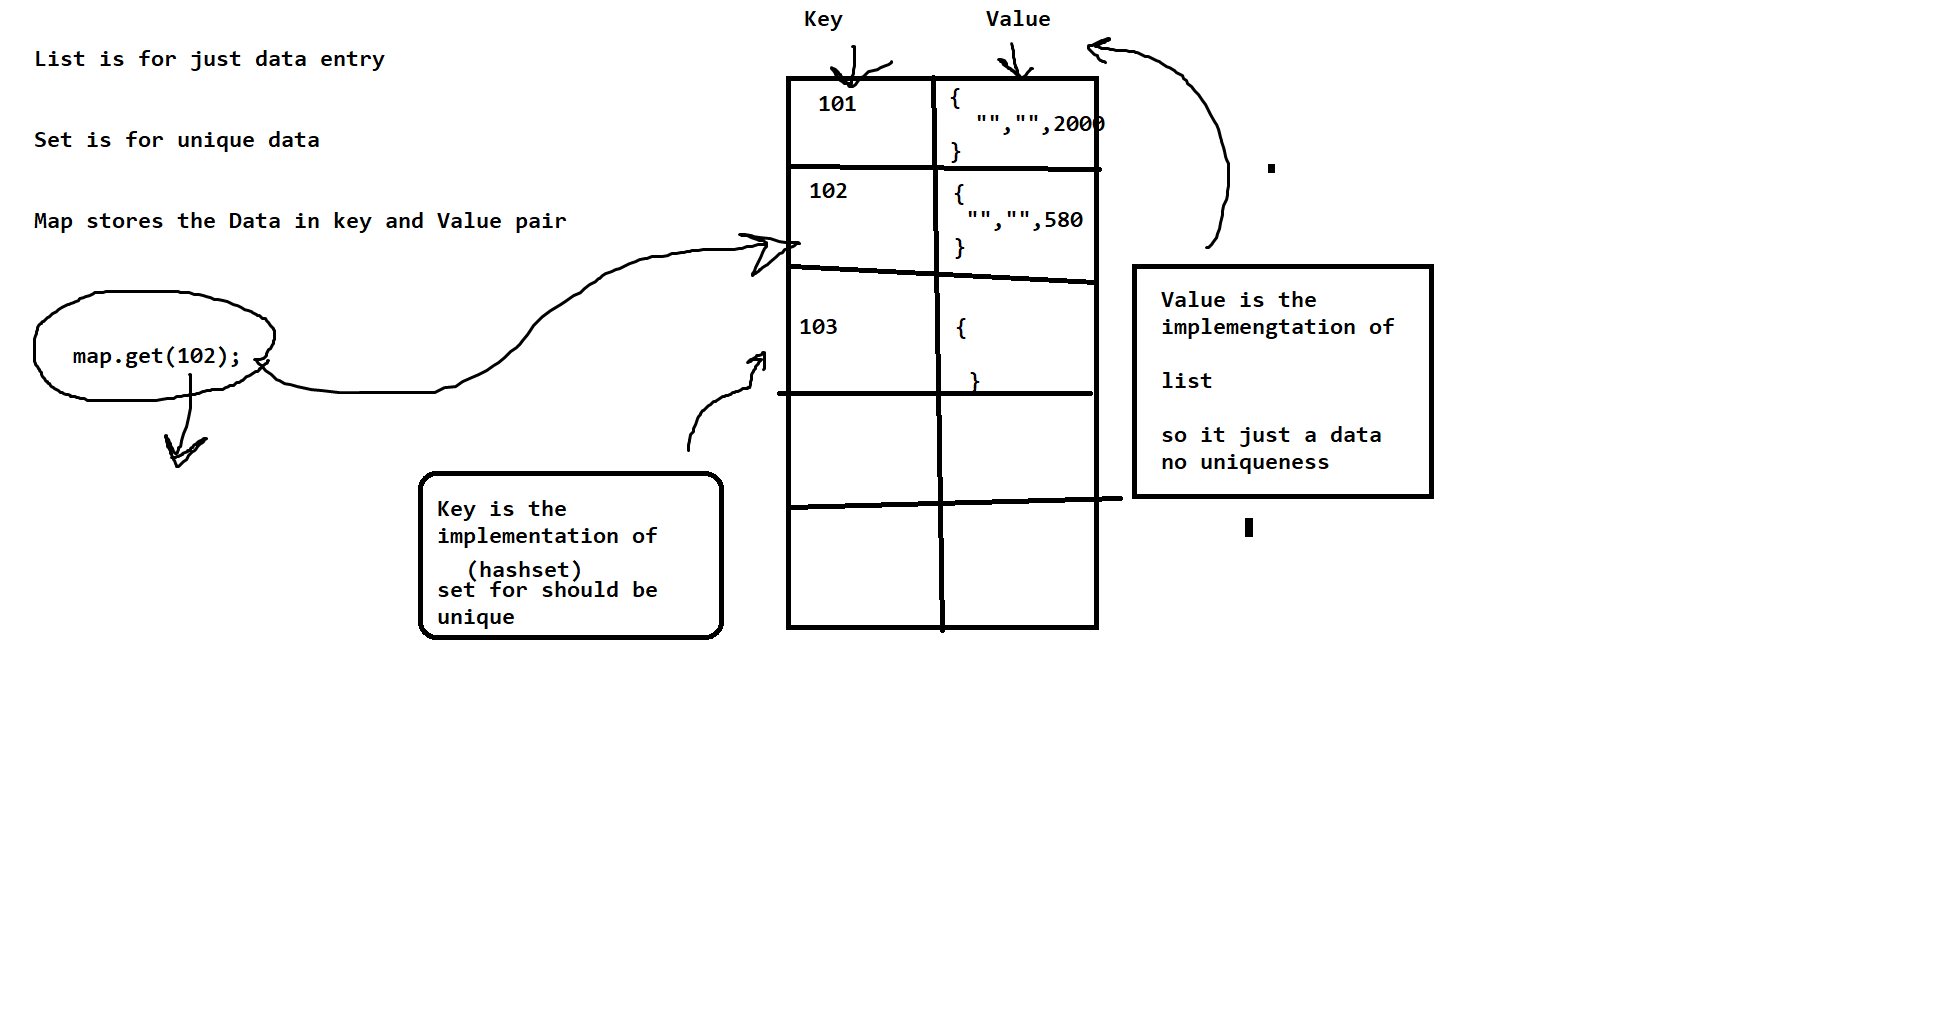 Key
Value
List is for just data entry
Set is for unique data
Map stores the Data in key and Value pair
map.get(102);
101
{
"","",2000
}
102
{
"","",580
}
103
{
}
Key is the
implementation of
(hashset)
set for should be
unique
Value is the
implemengtation of
list
so it just a data
no uniqueness